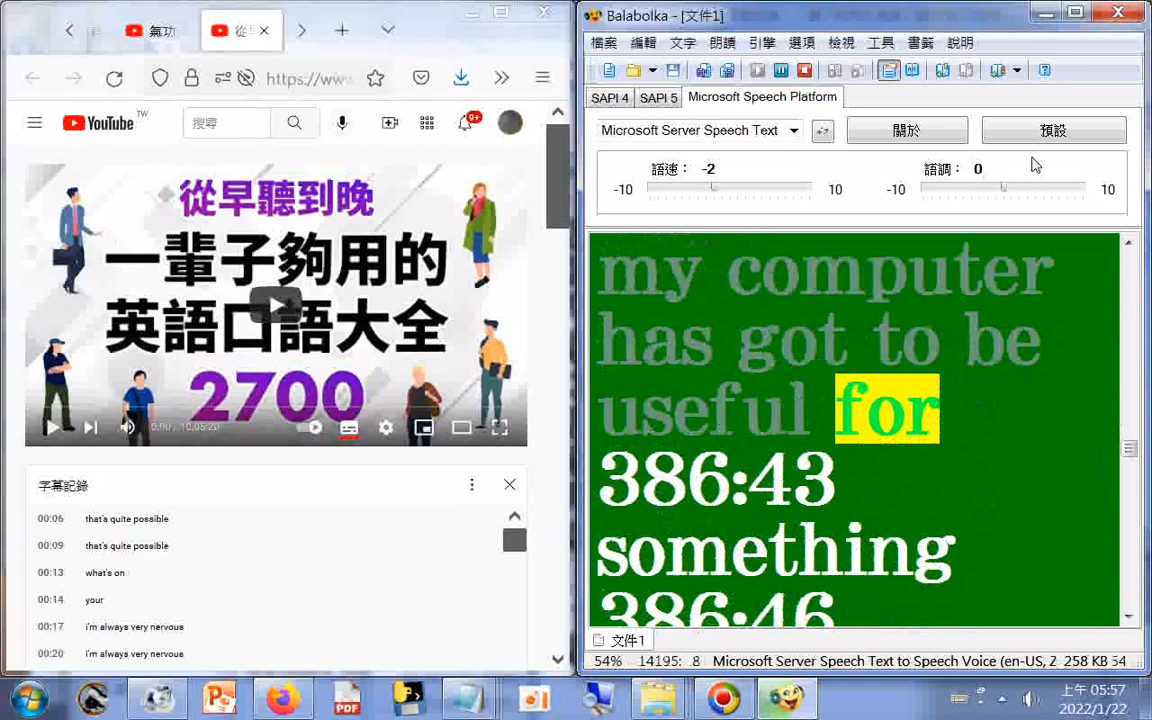 氣功
從
https://www
YouTube TW
搜尋
9+
從早聽到晚
一輩子夠用的
英語口語大全
2700
0:00 / 10:05:20
字幕記錄
00:06 that's quite possible
00:09 that's quite possible
00:13 what's on
00:14 your
00:17 i'm always very nervous
00:20 i'm always very nervous
Balabolka - [文件1]
檔案 編輯 文字 朗讀 引擎 選項 檢視 工具 書籤 說明
SAPI 4 SAPI 5 Microsoft Speech Platform
Microsoft Server Speech Text 關於 預設
語速： -2 語調： 0
-10 10 -10 10
my computer
has got to be
useful for
386:43
something
386:46
文件1
54% 14195: .8 Microsoft Server Speech Text to Speech Voice (en-US, Z 258 KB 54
PDF
上午 05:57
2022/1/22